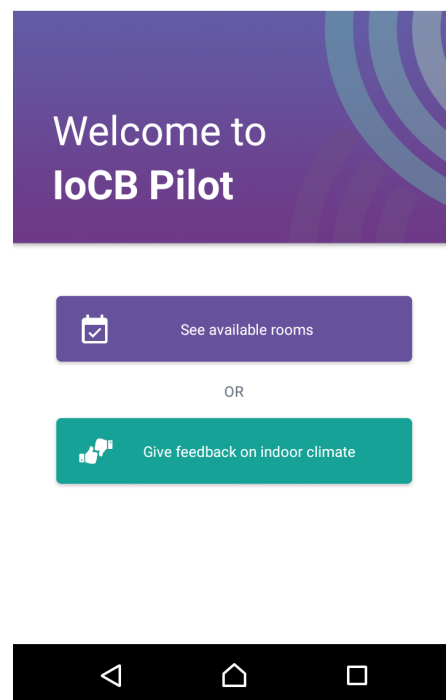 Welcome to
IoCB Pilot
See available rooms
OR
Give feedback on indoor climate